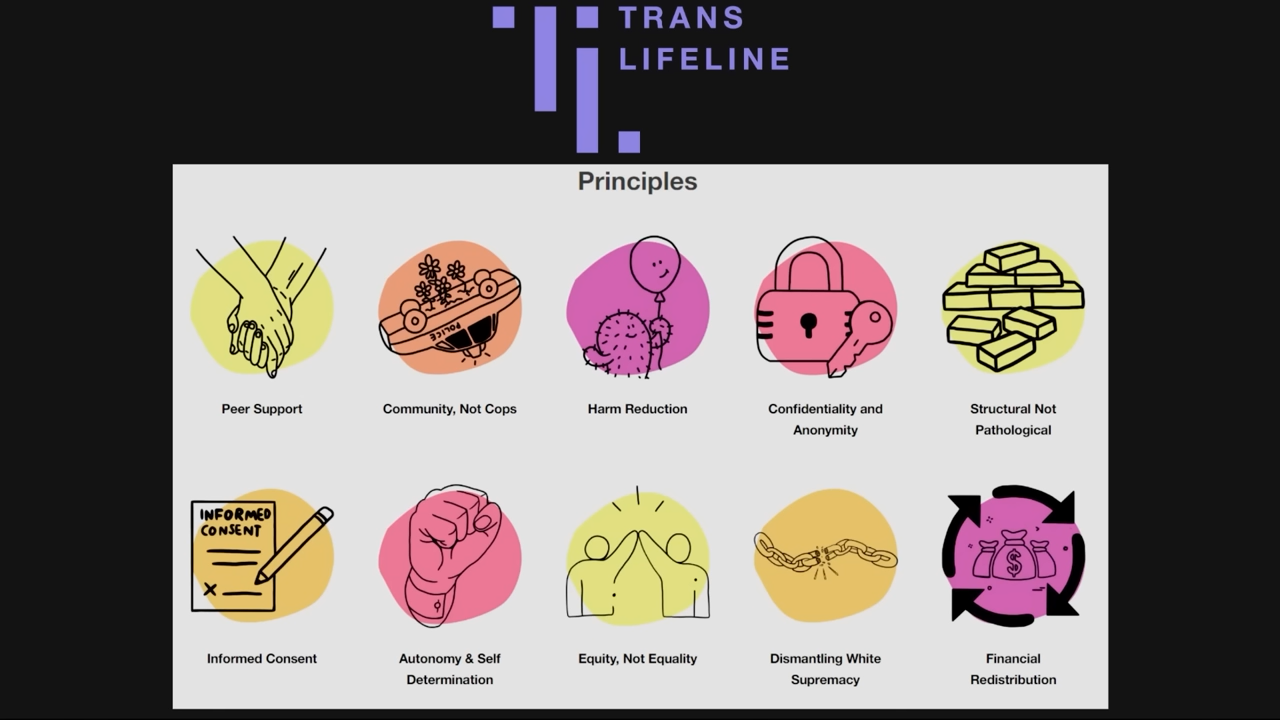 TRANS
LIFELINE
Principles
POLICE
Peer Support
Community, Not Cops
Harm Reduction
Confidentiality and
Anonymity
Structural Not
Pathological
INFORMED
CONSENT
X
$
Informed Consent
Autonomy & Self
Determination
Equity, Not Equality
Dismantling White
Supremacy
Financial
Redistribution